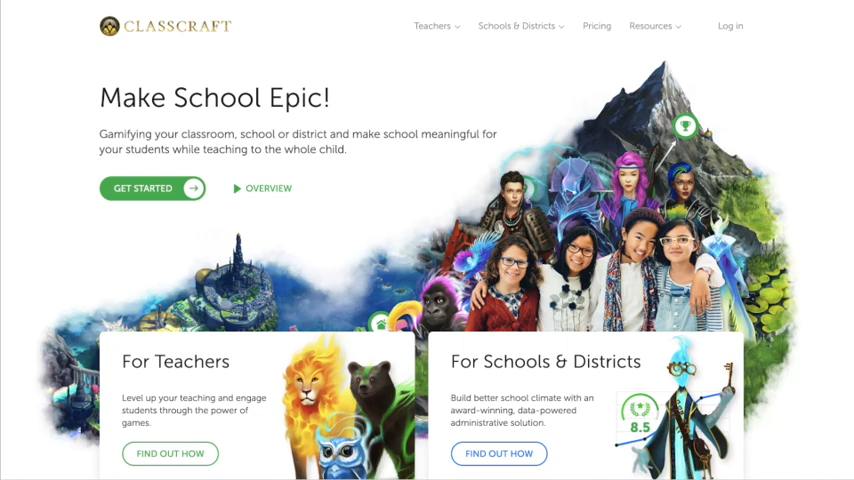 CLASSCRAFT
Teachers
Schools & Districts
Pricing
Resources
Log in
Make School Epic!
Gamifying your classroom, school or district and make school meaningful for
your students while teaching to the whole child.
GET STARTED
OVERVIEW
For Teachers
Level up your teaching and engage
students through the power of
games.
FIND OUT HOW
For Schools & Districts
Build better school climate with an
award-winning, data-powered
administrative solution.
FIND OUT HOW
8.5